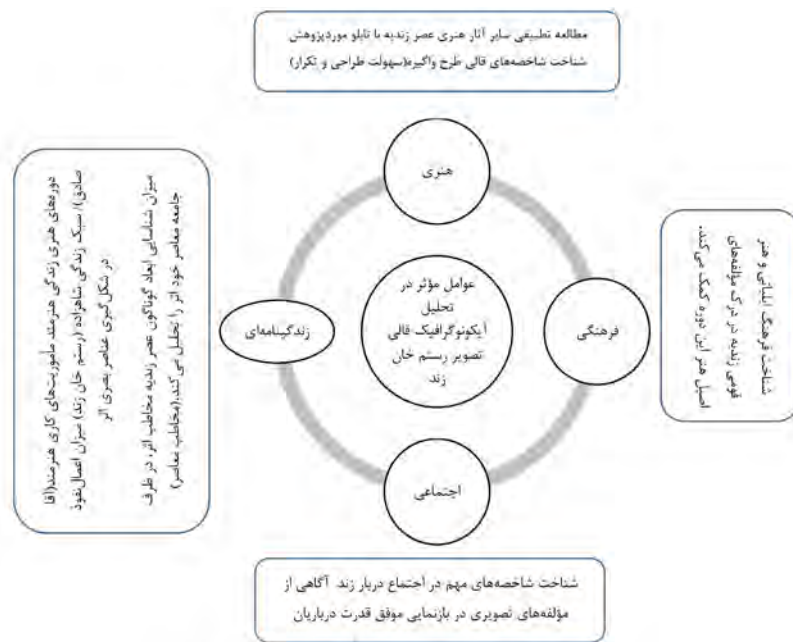 مطالعه تطبیقی سایر آثار هنری عصر زندیه با تابلو موردپژوهش
شناخت شاخصه‌های قالی طرح واگیره(سهولت طراحی و تکرار)
هنری
شناخت فرهنگ ایلیاتی و هنر
قومی زندیه در درک مؤلفه‌های
اصیل هنر این دوره کمک می‌کند.
فرهنگی
عوامل مؤثر در
تحلیل
آیکونوگرافیک قالی
تصویر رستم خان
زند
زندگینامه‌ای
دوره‌های هنری زندگی هنرمند مأموریت‌های کاری هنرمند(آقا
صادق)/ سبک زندگی شاهزاده (رستم خان زند) میزان اعمال‌نفوذ
در شکل‌گیری عناصر بصری اثر
میزان شناسایی ابعاد گوناگون عصر زندیه مخاطب اثر، در ظرف
جامعه معاصر خود اثر را تحلیل می‌کند.(مخاطب معاصر)
اجتماعی
شناخت شاخصه‌های مهم در اجتماع دربار زند. آگاهی از
مؤلفه‌های تصویری در بازنمایی موفق قدرت درباریان